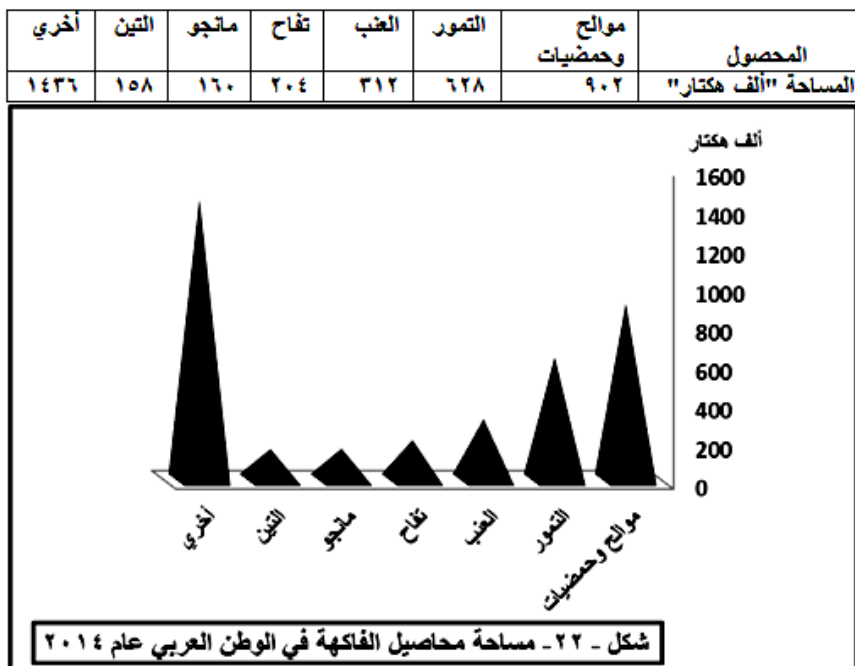 المحصول موالح وحمضيات التمور العنب تفاح مانجو التين أخري
المساحة "ألف هكتار" ٩٠٢ ٦٢٨ ٣١٢ ٢٠٤ ١٦٠ ١٥٨ ١٤٣٦
ألف هكتار
1600
1400
1200
1000
800
600
400
200
0
موالح وحمضيات التمور العنب تفاح مانجو التين أخري
شكل - ٢٢- مساحة محاصيل الفاكهة في الوطن العربي عام ٢٠١٤